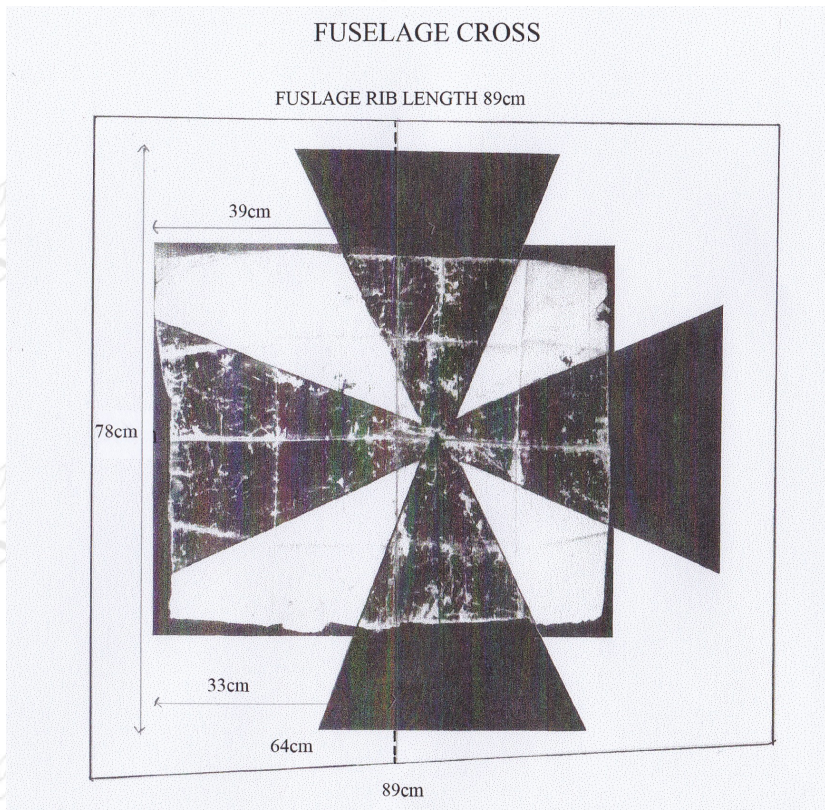 FUSELAGE CROSS
FUSLAGE RIB LENGTH 89cm
39cm
78cm
33cm
64cm
89cm